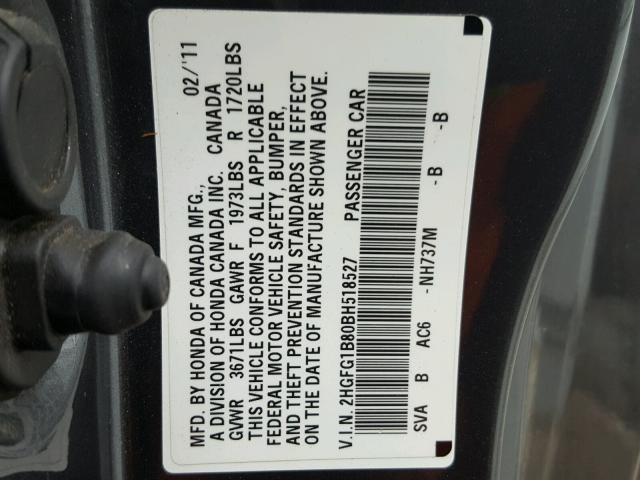 MFD. BY HONDA OF CANADA MFG., 02/'11
A DIVISION OF HONDA CANADA INC. CANADA
GVWR 3671LBS GAWR F 1973LBS R 1720LBS
THIS VEHICLE CONFORMS TO ALL APPLICABLE
FEDERAL MOTOR VEHICLE SAFETY, BUMPER,
AND THEFT PREVENTION STANDARDS IN EFFECT
ON THE DATE OF MANUFACTURE SHOWN ABOVE.
V.I.N. 2HGFG1B80BH518527 PASSENGER CAR
SVA B AC6 -NH737M -B -B